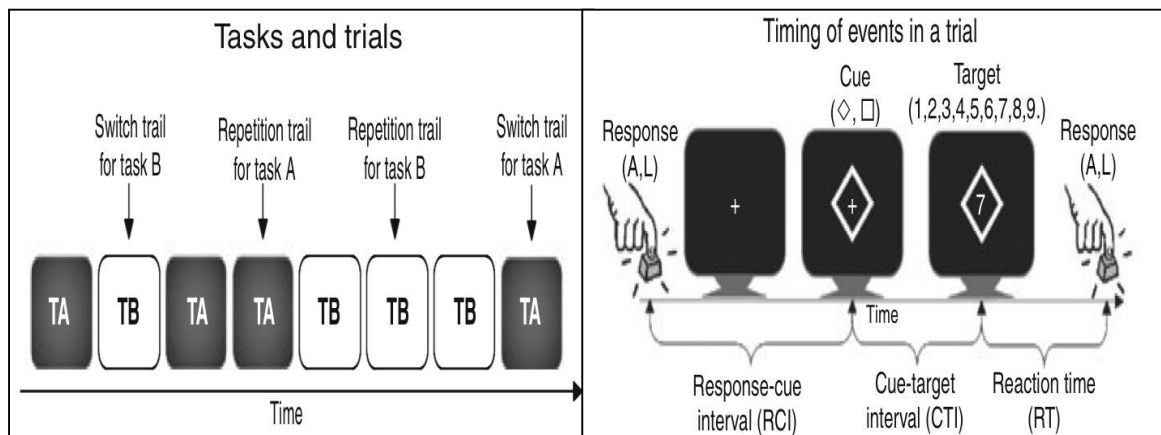 Tasks and trials
Switch trail
for task B
Repetition trail
for task A
Repetition trail
for task B
Switch trail
for task A
TA
TB
TA
TA
TB
TB
TB
TA
Time
Timing of events in a trial
Cue
(◇, □)
Target
(1,2,3,4,5,6,7,8,9.)
Response
(A,L)
Response
(A,L)
+
+
7
Time
Response-cue
interval (RCI)
Cue-target
interval (CTI)
Reaction time
(RT)